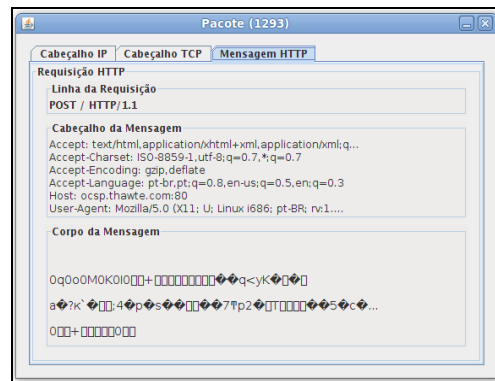 Pacote (1293)
Cabeçalho IP Cabeçalho TCP Mensagem HTTP
Requisição HTTP
Linha da Requisição
POST / HTTP/1.1
Cabeçalho da Mensagem
Accept: text/html,application/xhtml+xml,application/xml;q...
Accept-Charset: ISO-8859-1,utf-8;q=0.7,*;q=0.7
Accept-Encoding: gzip,deflate
Accept-Language: pt-br,pt;q=0.8,en-us;q=0.5,en;q=0.3
Host: ocsp.thawte.com:80
User-Agent: Mozilla/5.0 (X11; U; Linux i686; pt-BR; rv:1....
Corpo da Mensagem
0q0o0M0K0I0▯▯+▯▯▯▯▯▯▯▯▯��q<yK�▯�▯